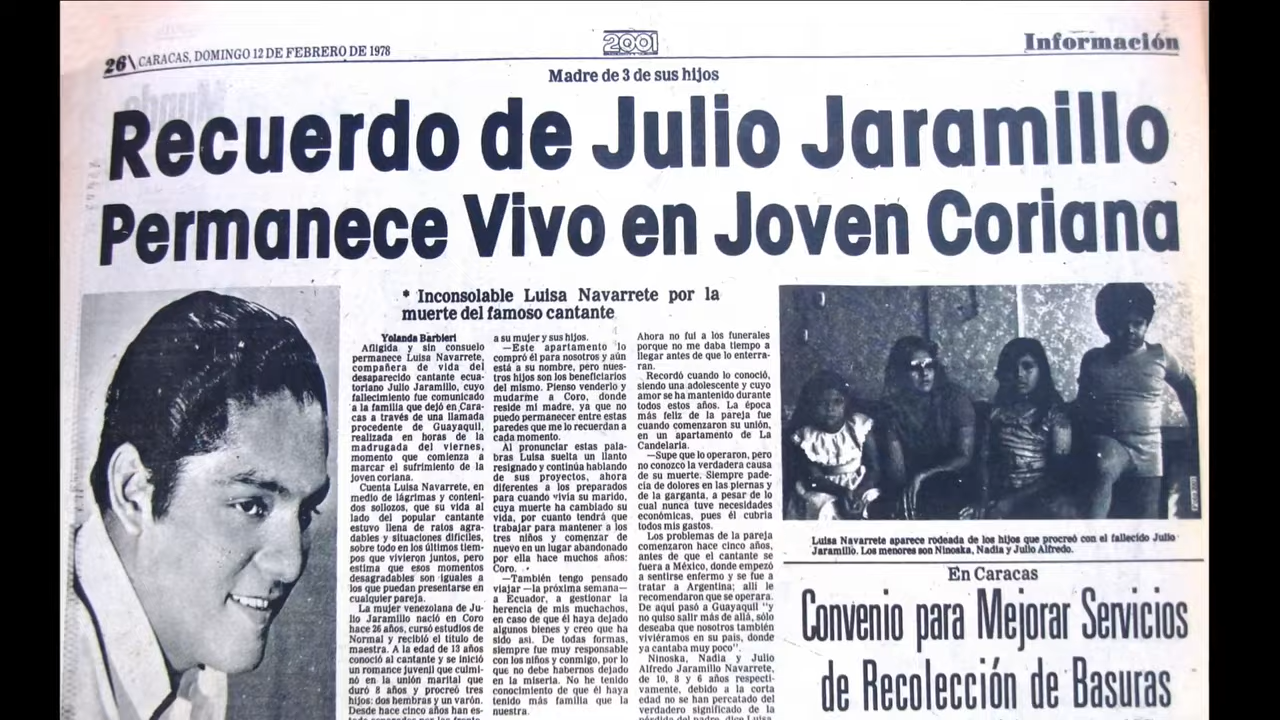 26\ CARACAS, DOMINGO 12 DE FEBRERO DE 1978
2001
Información
Madre de 3 de sus hijos
Recuerdo de Julio Jaramillo
Permanece Vivo en Joven Coriana
* Inconsolable Luisa Navarrete por la
muerte del famoso cantante
Yolanda Barbieri
Afligida y sin consuelo
permanece Luisa Navarrete,
compañera de vida del
desaparecido cantante ecua-
toriano Julio Jaramillo, cuyo
fallecimiento fue comunicado
a la familia que dejó en Cara-
cas a través de una llamada
procedente de Guayaquil,
realizada en horas de la
madrugada del viernes,
momento que comienza a
marcar el sufrimiento de la
joven coriana.
Cuenta Luisa Navarrete, en
medio de lágrimas y conteni-
dos sollozos, que su vida al
lado del popular cantante
estuvo llena de ratos agra-
dables y situaciones difíciles,
sobre todo en los últimos tiem-
pos que vivieron juntos, pero
estima que esos momentos
desagradables son iguales a
los que puedan presentarse en
cualquier pareja.
La mujer venezolana de Ju-
lio Jaramillo nació en Coro
hace 26 años, cursó estudios de
Normal y recibió el título de
maestra. A la edad de 13 años
conoció al cantante y se inició
un romance juvenil que culmi-
nó en la unión marital que
duró 8 años y procreó tres
hijos: dos hembras y un varón.
Desde hace cinco años han es-
a su mujer y sus hijos.
—Este apartamento lo
compró él para nosotros y aún
está a su nombre, pero nues-
tros hijos son los beneficiarios
del mismo. Pienso venderlo y
mudarme a Coro, donde
reside mi madre, ya que no
puedo permanecer entre estas
paredes que me lo recuerdan a
cada momento.
Al pronunciar estas pala-
bras Luisa suelta un llanto
resignado y continúa hablando
de sus proyectos, ahora
diferentes a los preparados
para cuando vivía su marido,
cuya muerte ha cambiado su
vida, por cuanto tendrá que
trabajar para mantener a los
tres niños y comenzar de
nuevo en un lugar abandonado
por ella hace muchos años:
Coro.
—También tengo pensado
viajar —la próxima semana—
a Ecuador, a gestionar la
herencia de mis muchachos,
en caso de que él haya dejado
algunos bienes y creo que ha
sido así. De todas formas,
siempre fue muy responsable
con los niños y conmigo, por lo
que no debe habernos dejado
en la miseria. No he tenido
conocimiento de que él haya
tenido más familia que la
nuestra.
Ahora no fui a los funerales
porque no me daba tiempo a
llegar antes de que lo enterra-
ran.
Recordó cuando lo conoció,
siendo una adolescente y cuyo
amor se ha mantenido durante
todos estos años. La época
más feliz de la pareja fue
cuando comenzaron su unión,
en un apartamento de La
Candelaria.
—Supe que lo operaron, pero
no conozco la verdadera causa
de su muerte. Siempre pade-
cía de dolores en las piernas y
de la garganta, a pesar de lo
cual nunca tuve necesidades
económicas, pues él cubría
todos mis gastos.
Los problemas de la pareja
comenzaron hace cinco años,
antes de que el cantante se
fuera a México, donde empezó
a sentirse enfermo y se fue a
tratar a Argentina; allí le
recomendaron que se operara.
De aquí pasó a Guayaquil "y
no quiso salir más de allá, sólo
deseaba que nosotros también
viviéramos en su país, donde
ya cantaba muy poco".
Ninoska, Nadia y Julio
Alfredo Jaramillo Navarrete,
de 10, 8 y 6 años respecti-
vamente, debido a la corta
edad no se han percatado del
verdadero significado de la
pérdida del padre, dice Luisa
Luisa Navarrete aparece rodeada de los hijos que procreó con el fallecido Julio
Jaramillo. Los menores son Ninoska, Nadia y Julio Alfredo.
En Caracas
Convenio para Mejorar Servicios
de Recolección de Basuras